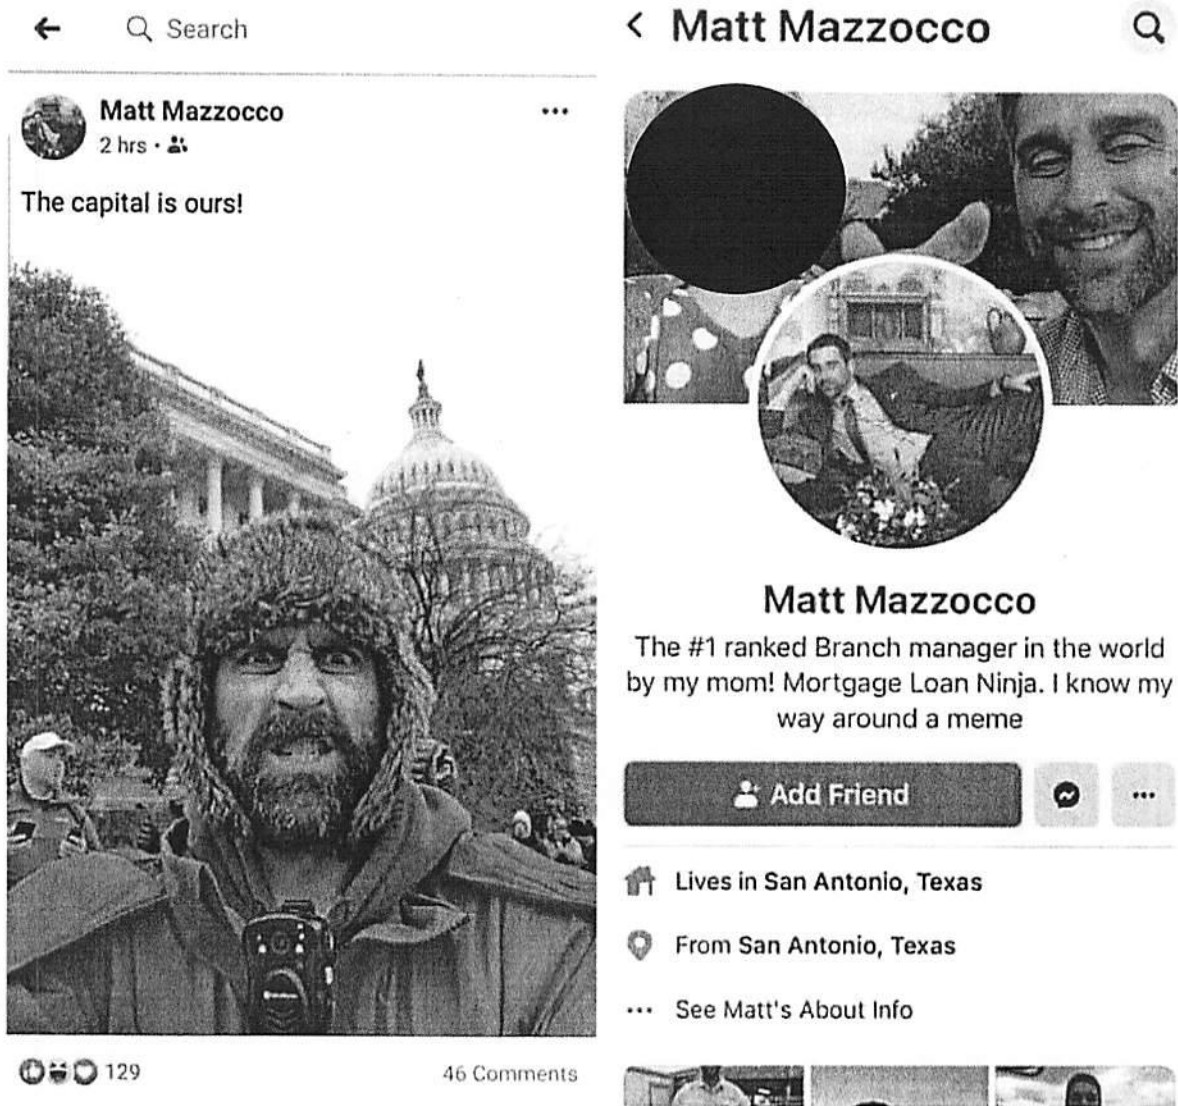 Search
Matt Mazzocco
2 hrs
The capital is ours!
129
46 Comments
Matt Mazzocco
Matt Mazzocco
The #1 ranked Branch manager in the world
by my mom! Mortgage Loan Ninja. I know my
way around a meme
Add Friend
Lives in San Antonio, Texas
From San Antonio, Texas
See Matt's About Info